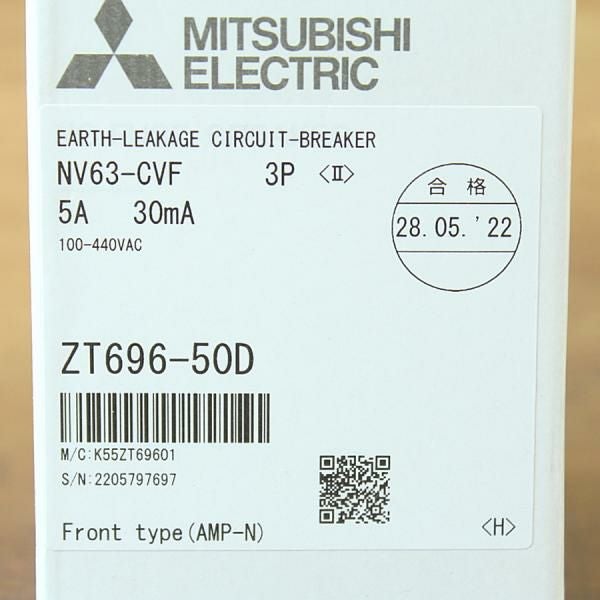 MITSUBISHI
ELECTRIC
EARTH-LEAKAGE CIRCUIT-BREAKER
NV63-CVF 3P 〈Ⅱ〉
5A 30mA
100-440VAC
合格
28.05.'22
ZT696-50D
M/C:K55ZT69601
S/N:2205797697
Front type(AMP-N)
〈H〉